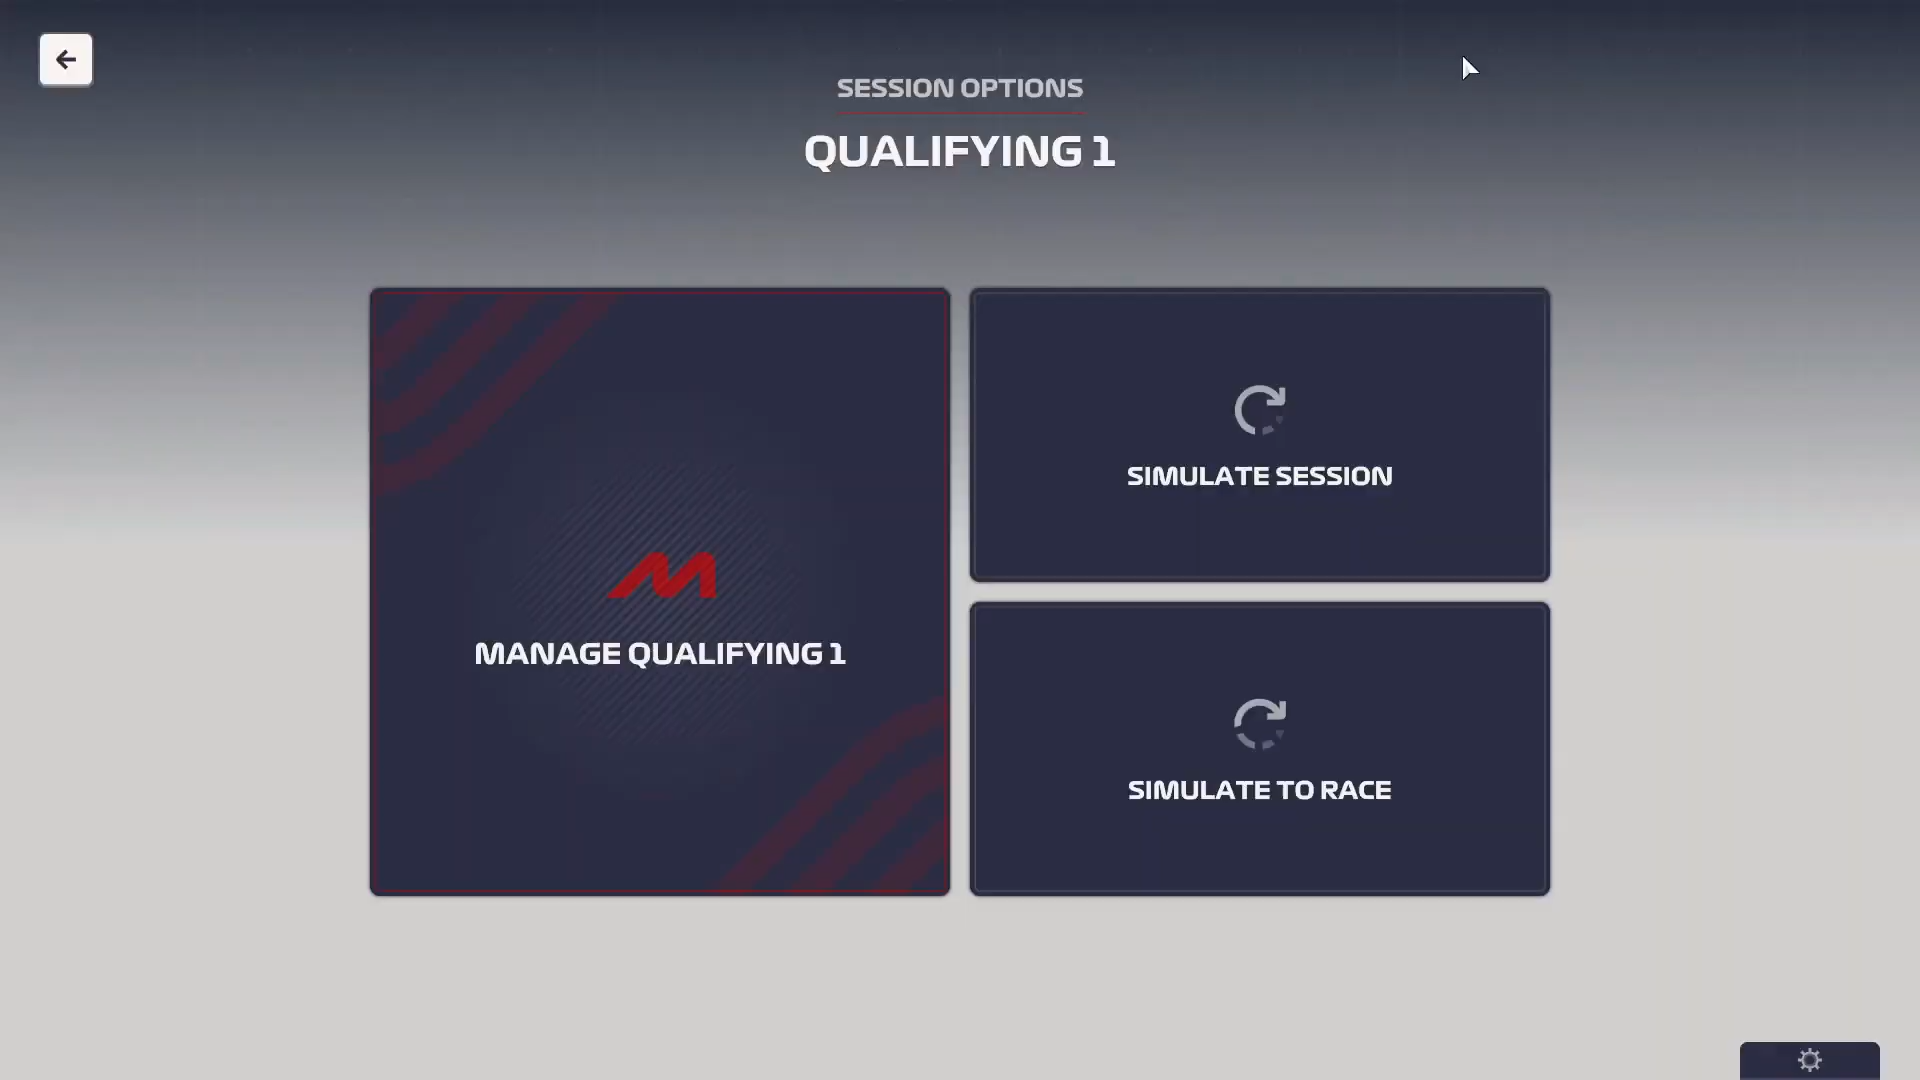 SESSION OPTIONS
QUALIFYING 1
MANAGE QUALIFYING 1
SIMULATE SESSION
SIMULATE TO RACE